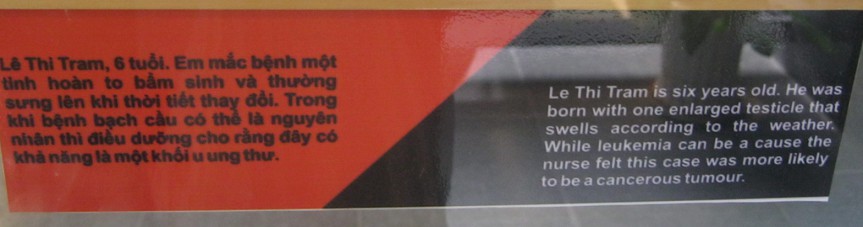 Lê Thi Tram, 6 tuổi. Em mắc bệnh một
tinh hoàn to bẩm sinh và thường
sưng lên khi thời tiết thay đổi. Trong
khi bệnh bạch cầu có thể là nguyên
nhân thì điều dưỡng cho rằng đây có
khả năng là một khối u ung thư.
Le Thi Tram is six years old. He was
born with one enlarged testicle that
swells according to the weather.
While leukemia can be a cause the
nurse felt this case was more likely
to be a cancerous tumour.